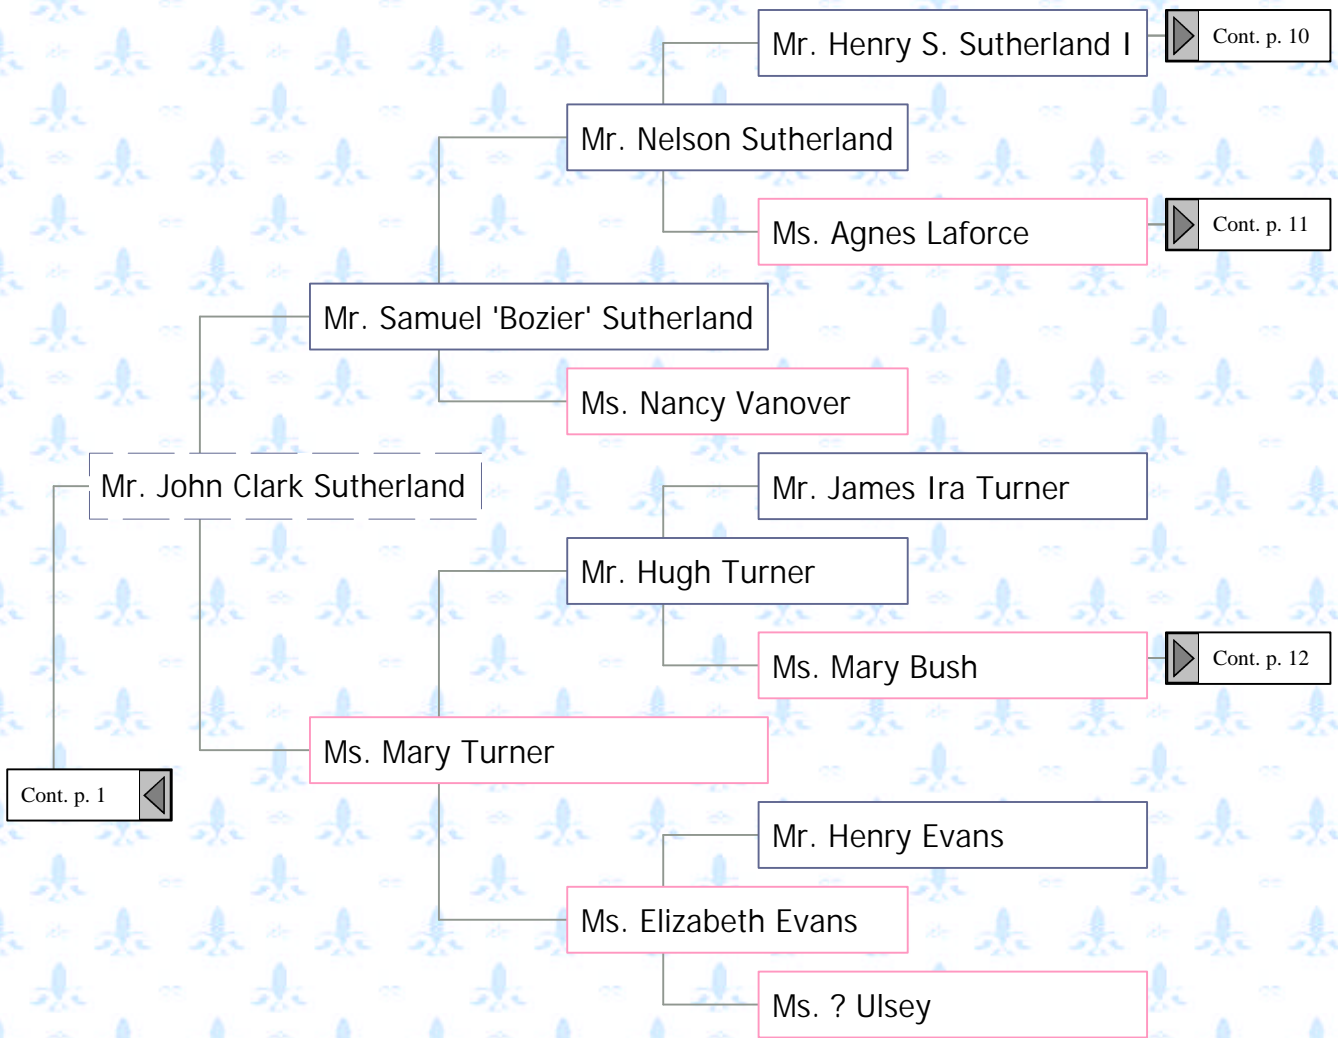 Mr. Henry S. Sutherland I
Cont. p. 10
Mr. Nelson Sutherland
Ms. Agnes Laforce
Cont. p. 11
Mr. Samuel 'Bozier' Sutherland
Ms. Nancy Vanover
Mr. John Clark Sutherland
Mr. James Ira Turner
Mr. Hugh Turner
Ms. Mary Bush
Cont. p. 12
Ms. Mary Turner
Cont. p. 1
Mr. Henry Evans
Ms. Elizabeth Evans
Ms. ? Ulsey